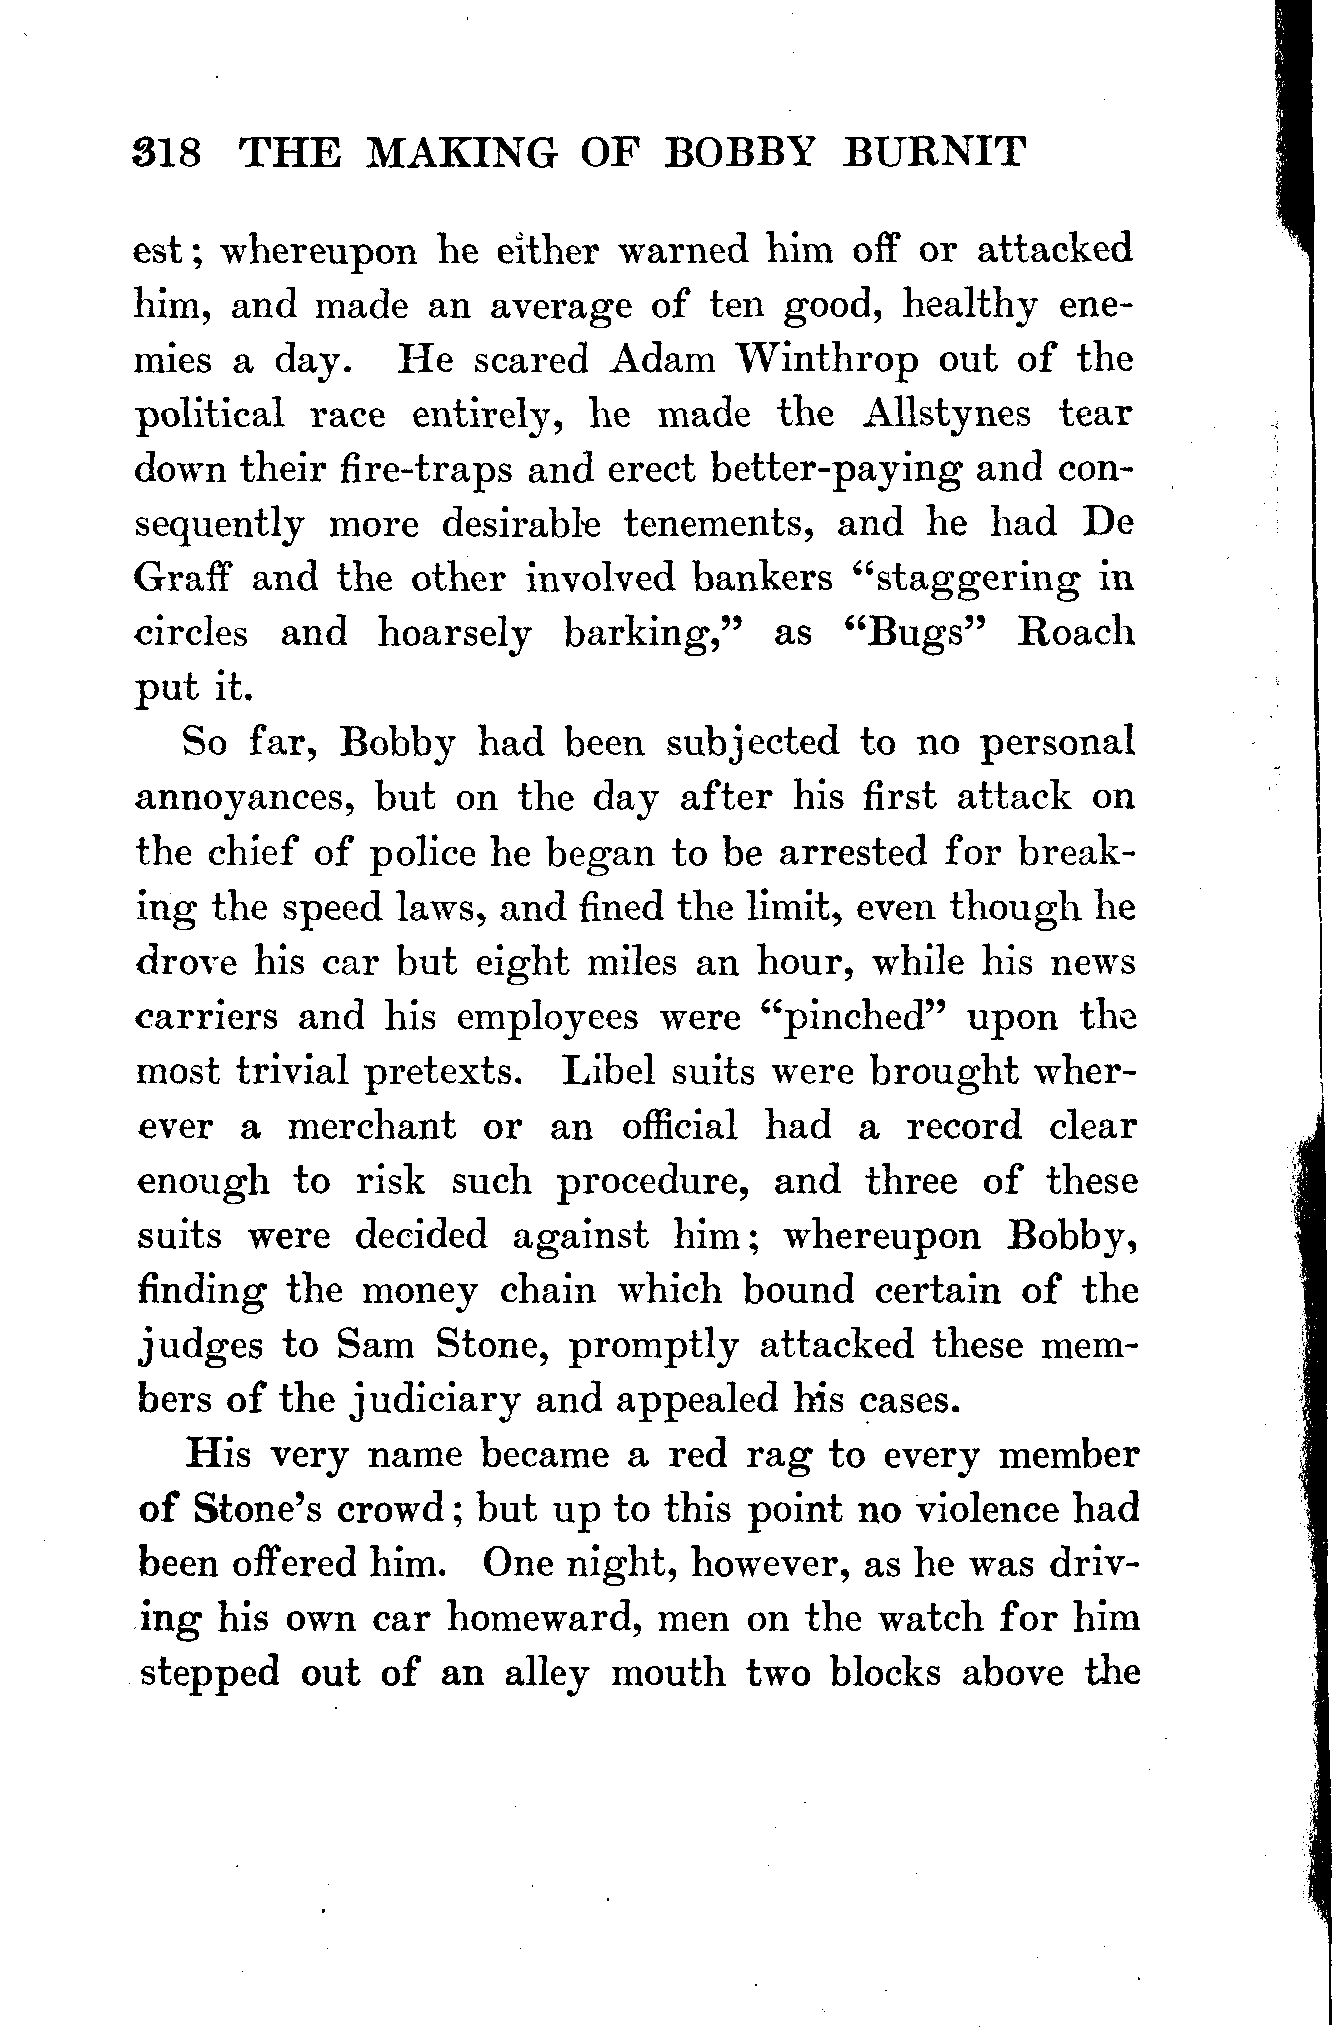 318 THE MAKING OF BOBBY BURNIT
est; whereupon he either warned him off or attacked
him, and made an average of ten good, healthy ene-
mies a day. He scared Adam Winthrop out of the
political race entirely, he made the Allstynes tear
down their fire-traps and erect better-paying and con-
sequently more desirable tenements, and he had De
Graff and the other involved bankers “staggering in
circles and hoarsely barking,” as “Bugs” Roach
put it.
So far, Bobby had been subjected to no personal
annoyances, but on the day after his first attack on
the chief of police he began to be arrested for break-
ing the speed laws, and fined the limit, even though he
drove his car but eight miles an hour, while his news
carriers and his employees were “pinched” upon the
most trivial pretexts. Libel suits were brought wher-
ever a merchant or an official had a record clear
enough to risk such procedure, and three of these
suits were decided against him; whereupon Bobby,
finding the money chain which bound certain of the
judges to Sam Stone, promptly attacked these mem-
bers of the judiciary and appealed his cases.
His very name became a red rag to every member
of Stone’s crowd; but up to this point no violence had
been offered him. One night, however, as he was driv-
ing his own car homeward, men on the watch for him
stepped out of an alley mouth two blocks above the